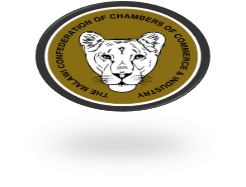 THE MALAWI CONFEDERATION OF CHAMBERS OF COMMERCE & INDUSTRY